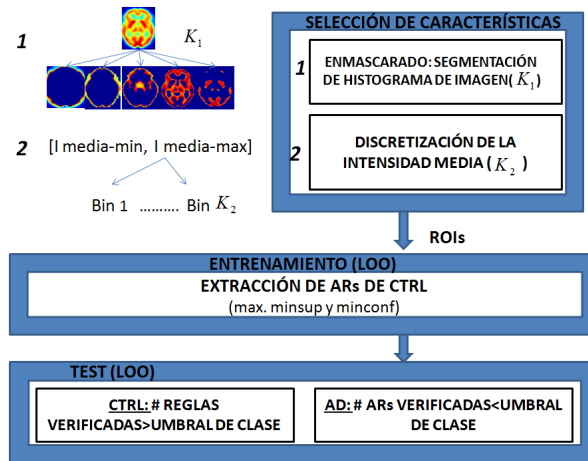 1
K₁
2
[I media-min, I media-max]
Bin 1 .......... Bin K₂
SELECCIÓN DE CARACTERÍSTICAS
1
ENMASCARADO: SEGMENTACIÓN
DE HISTOGRAMA DE IMAGEN( K₁ )
2
DISCRETIZACIÓN DE LA
INTENSIDAD MEDIA ( K₂ )
ROIs
ENTRENAMIENTO (LOO)
EXTRACCIÓN DE ARs DE CTRL
(max. minsup y minconf)
TEST (LOO)
CTRL: # REGLAS
VERIFICADAS>UMBRAL DE CLASE
AD: # ARs VERIFICADAS<UMBRAL
DE CLASE